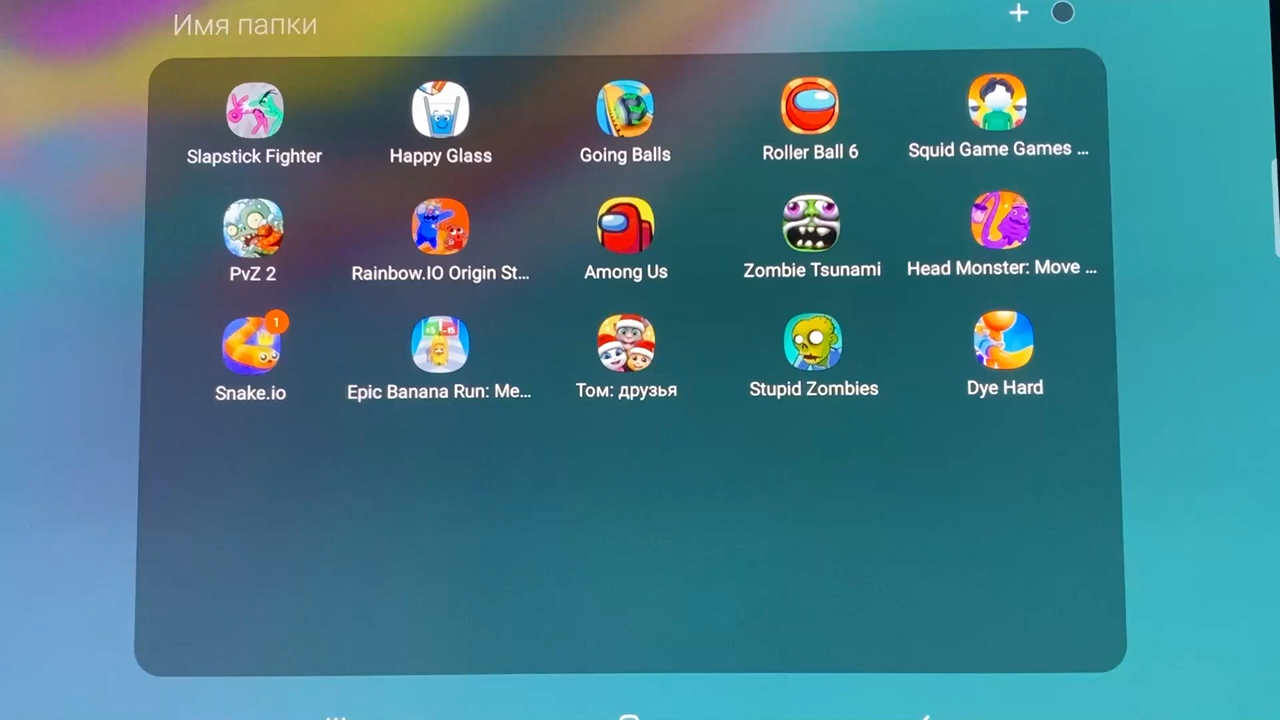 Имя папки
Slapstick Fighter
Happy Glass
Going Balls
Roller Ball 6
Squid Game Games ...
PvZ 2
Rainbow.IO Origin St...
Among Us
Zombie Tsunami
Head Monster: Move ...
1
Snake.io
Epic Banana Run: Me...
Том: друзья
Stupid Zombies
Dye Hard